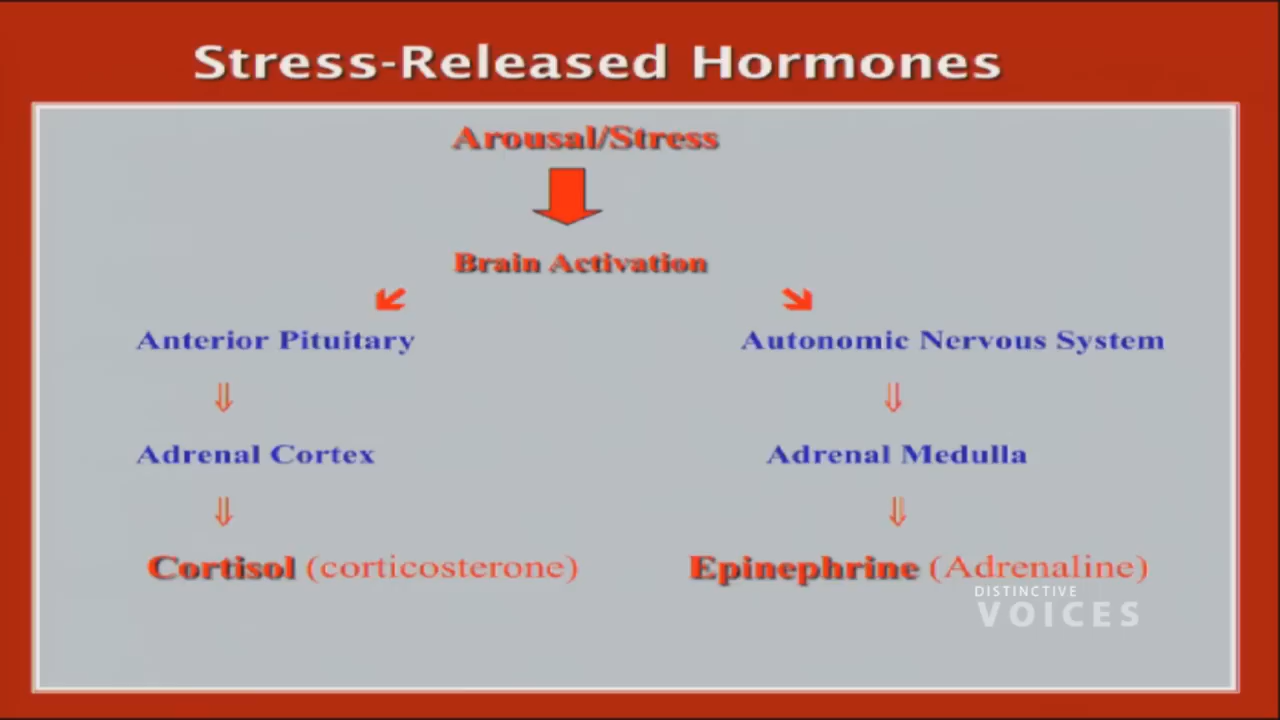 Stress-Released Hormones
Arousal/Stress
Brain Activation
Anterior Pituitary
Autonomic Nervous System
Adrenal Cortex
Adrenal Medulla
Cortisol (corticosterone)
Epinephrine (Adrenaline)
DISTINCTIVE
VOICES